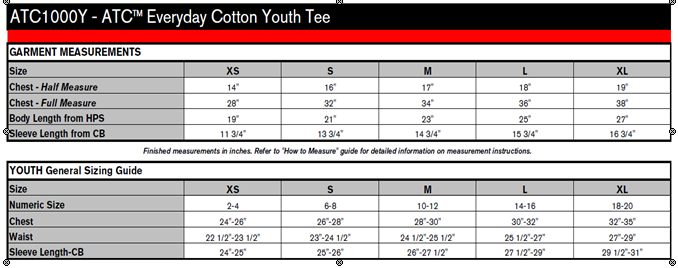 ATC1000Y - ATC™ Everyday Cotton Youth Tee
GARMENT MEASUREMENTS
Size XS S M L XL
Chest - Half Measure 14" 16" 17" 18" 19"
Chest - Full Measure 28" 32" 34" 36" 38"
Body Length from HPS 19" 21" 23" 25" 27"
Sleeve Length from CB 11 3/4" 13 3/4" 14 3/4" 15 3/4" 16 3/4"
Finished measurements in inches. Refer to "How to Measure" guide for detailed information on measurement instructions.
YOUTH General Sizing Guide
Size XS S M L XL
Numeric Size 2-4 6-8 10-12 14-16 18-20
Chest 24"-26" 26"-28" 28"-30" 30"-32" 32"-35"
Waist 22 1/2"-23 1/2" 23"-24 1/2" 24 1/2"-25 1/2" 25 1/2"-27" 27"-29"
Sleeve Length-CB 24"-25" 25"-26" 26"-27 1/2" 27 1/2"-29" 29 1/2"-31"